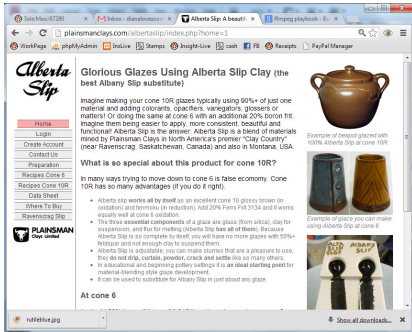 Sale:Mavi/67280
Gmail - dianalovescer
Alberta Slip: A beautif
ffmpeg playbook - B
plainsmanclays.com/albertaslip/index.php?home=1
WorkPage phpMyAdmin InsLive Stamps Insight-Live cash FB Receipts PayPal Manager
Alberta
Slip
Home
Login
Create Account
Contact Us
Preparation
Recipes Cone 6
Recipes Cone 10R
Data Sheet
Where To Buy
Ravenscrag Slip
PLAINSMAN
Clays Limited
Glorious Glazes Using Alberta Slip Clay (the
best Albany Slip substitute)
Imagine making your cone 10R glazes typically using 90%+ of just one
material and adding colorants, opacifiers, variegators, glossers or
matters! Or doing the same at cone 6 with an additional 20% boron frit.
Imagine them being easier to apply, more consistent, beautiful and
functional! Alberta Slip is the answer. Alberta Slip is a blend of materials
mined by Plainsman Clays in North America's premier "Clay Country"
(near Ravenscrag, Saskatchewan, Canada) and also in Montana, USA.
What is so special about this product for cone 10R?
In many ways trying to move down to cone 6 is false economy. Cone
10R has so many advantages (if you do it right).
Alberta slip works all by itself as an excellent cone 10 glossy brown (in
oxidation) and tenmoku (in reduction). Add 20% Ferro Frit 3134 and it works
equally well at cone 6 oxidation.
The three essential components of a glaze are glass (from silica), clay for
suspension, and flux for melting (Alberta Slip has all of them). Because
Alberta Slip is so complete by itself, you will have no more glazes with 50%+
feldspar and not enough clay to suspend them.
Alberta Slip is adjustable, you can make slurries that are a pleasure to use;
they do not drip, curtain, powder, crack and settle like so many others.
In educational and beginning pottery settings it is an ideal starting point for
material-blending style glaze development.
It can be used to substitute for Albany Slip in just about any glaze.
At cone 6
Example of beanpot glazed with
100% Alberta Slip at cone 10R
Example of glaze you can make
using Alberta Slip at Cone 10R
ALBERTA
SLIP
ALBANY
SLIP
rutileblue.jpg
Show all downloads...